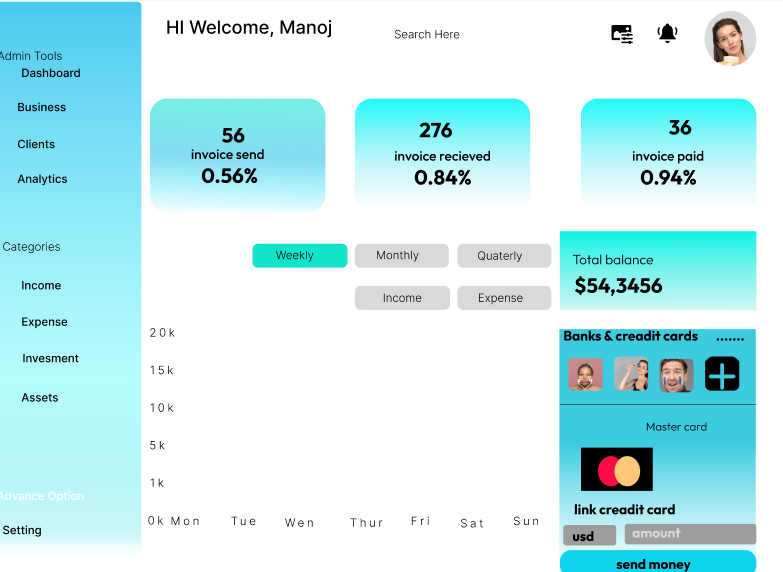 HI Welcome, Manoj
Search Here
Admin Tools
Dashboard
Business
Clients
Analytics
Categories
Income
Expense
Invesment
Assets
Advance Option
Setting
56
invoice send
0.56%
276
invoice recieved
0.84%
36
invoice paid
0.94%
Weekly
Monthly
Quaterly
Income
Expense
20k
15k
10k
5k
1k
0k Mon Tue Wen Thur Fri Sat Sun
Total balance
$54,3456
Banks & creadit cards .......
Master card
link creadit card
usd
amount
send money